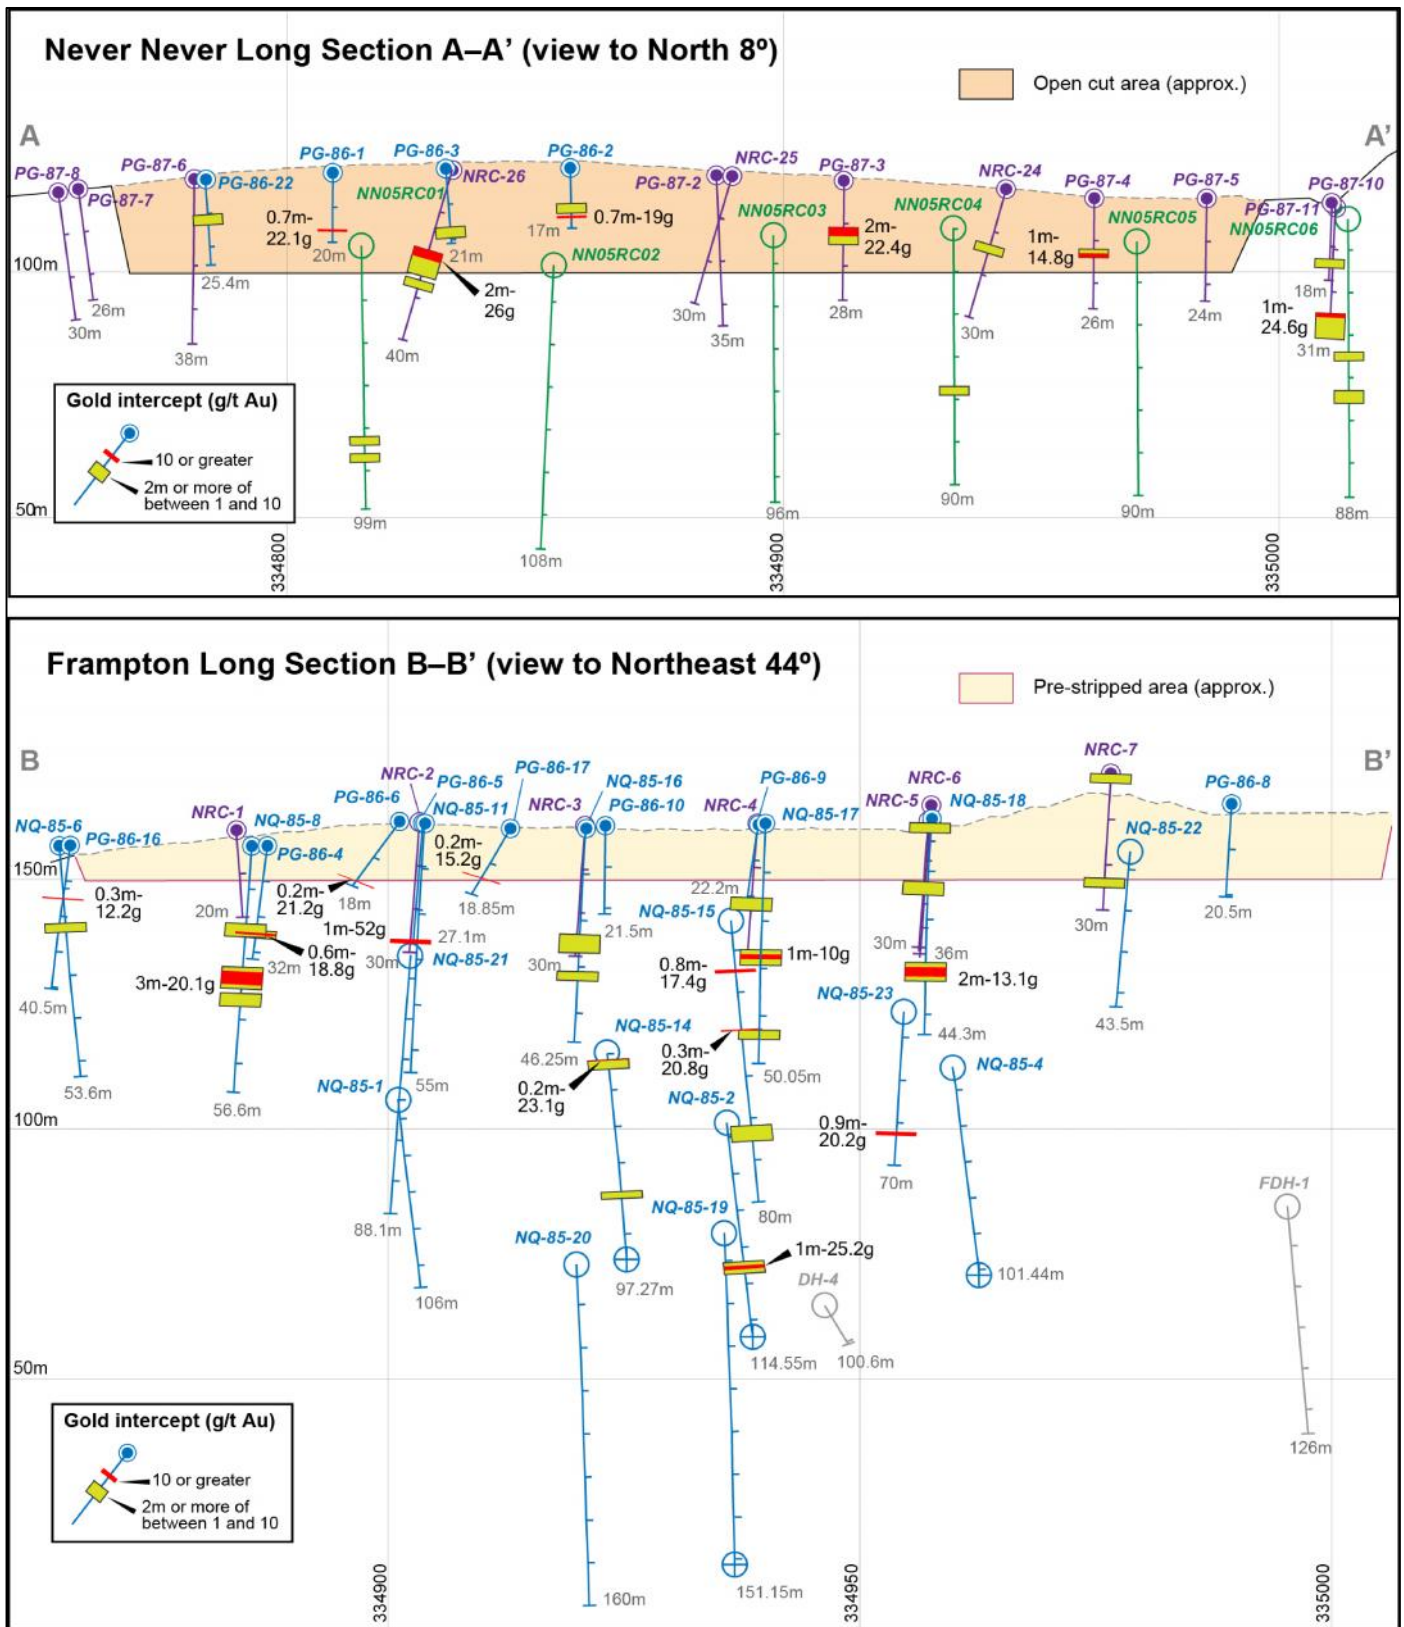 Never Never Long Section A–A’ (view to North 8º)
Open cut area (approx.)
A
A’
PG-87-8
PG-87-7
PG-87-6
PG-86-22
PG-86-1
PG-86-3
NRC-26
PG-86-2
PG-87-2
NRC-25
PG-87-3
NRC-24
PG-87-4
PG-87-5
PG-87-10
PG-87-11
NN05RC06
NN05RC01
NN05RC02
NN05RC03
NN05RC04
NN05RC05
0.7m-
22.1g
20m
21m
17m
0.7m-19g
2m-
22.4g
1m-
14.8g
2m-
26g
1m-
24.6g
18m
31m
100m
25.4m
26m
30m
38m
40m
30m
35m
28m
30m
26m
24m
50m
99m
108m
96m
90m
90m
88m
Gold intercept (g/t Au)
10 or greater
2m or more of
between 1 and 10
334800
334900
335000
Frampton Long Section B–B’ (view to Northeast 44º)
Pre-stripped area (approx.)
B
B’
NQ-85-6
PG-86-16
NRC-1
NQ-85-8
PG-86-4
PG-86-6
NRC-2
PG-86-5
NQ-85-11
PG-86-17
NRC-3
NQ-85-16
PG-86-10
NRC-4
PG-86-9
NQ-85-17
NRC-5
NRC-6
NQ-85-18
NRC-7
NQ-85-22
PG-86-8
150m
0.3m-
12.2g
20m
0.2m-
21.2g
18m
0.2m-
15.2g
18.85m
1m-52g
27.1m
30m
NQ-85-21
0.6m-
18.8g
32m
3m-20.1g
40.5m
53.6m
56.6m
21.5m
30m
46.25m
22.2m
NQ-85-15
1m-10g
0.8m-
17.4g
0.3m-
20.8g
50.05m
30m
36m
2m-13.1g
44.3m
30m
43.5m
20.5m
NQ-85-23
NQ-85-4
NQ-85-14
0.2m-
23.1g
NQ-85-1
55m
NQ-85-2
0.9m-
20.2g
70m
100m
88.1m
106m
80m
NQ-85-19
NQ-85-20
97.27m
1m-25.2g
DH-4
100.6m
114.55m
101.44m
FDH-1
126m
50m
160m
151.15m
Gold intercept (g/t Au)
10 or greater
2m or more of
between 1 and 10
334900
334950
335000